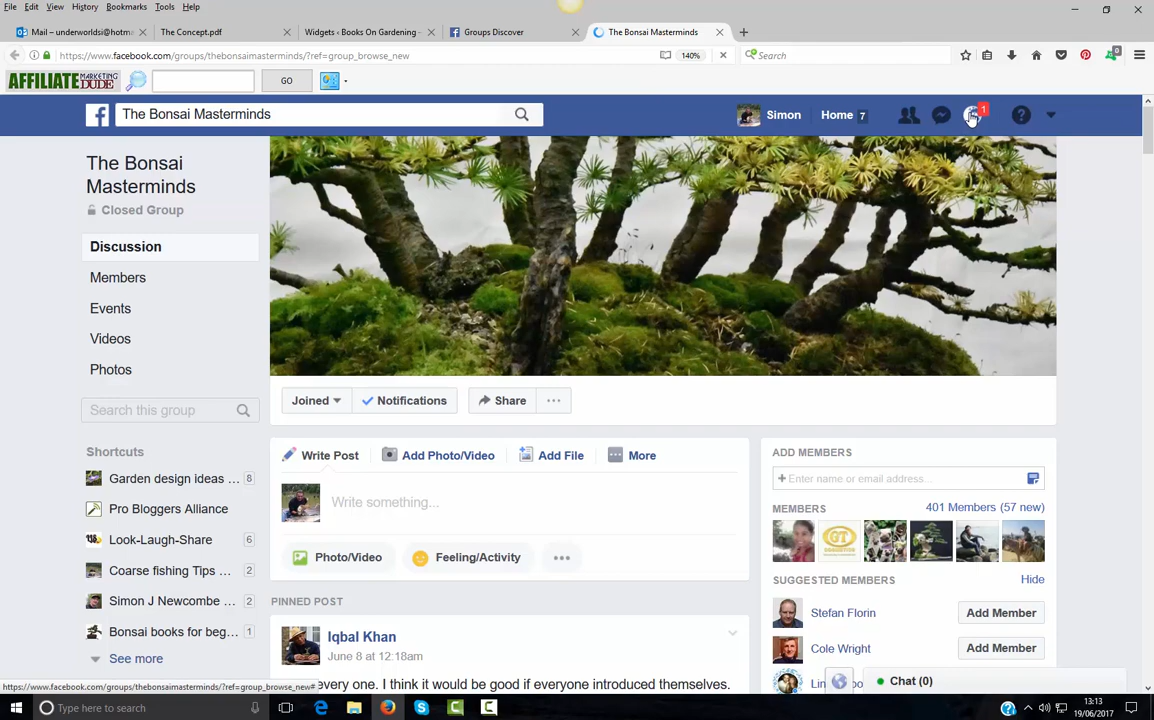 File Edit View History Bookmarks Tools Help
Mail – underworldsi@hotm
The Concept.pdf
Widgets ‹ Books On Gardening –
Groups Discover
The Bonsai Masterminds
https://www.facebook.com/groups/thebonsaimasterminds/?ref=group_browse_new
140%
Search
0
AFFILIATE MARKETING DUDE
GO
The Bonsai Masterminds
Simon
Home 7
1
The Bonsai
Masterminds
Closed Group
Discussion
Members
Events
Videos
Photos
Search this group
Shortcuts
Garden design ideas ... 8
Pro Bloggers Alliance
Look-Laugh-Share 6
Coarse fishing Tips ... 2
Simon J Newcombe ... 2
Bonsai books for beg... 1
See more
Joined
Notifications
Share
Write Post
Add Photo/Video
Add File
More
Write something...
Photo/Video
Feeling/Activity
PINNED POST
Iqbal Khan
June 8 at 12:18am
every one. I think it would be good if everyone introduced themselves.
ADD MEMBERS
+ Enter name or email address...
MEMBERS
401 Members (57 new)
SUGGESTED MEMBERS
Hide
Stefan Florin
Add Member
Cole Wright
Add Member
Chat (0)
https://www.facebook.com/groups/thebonsaimasterminds/?ref=group_browse_new#
Type here to search
13:13
19/06/2017